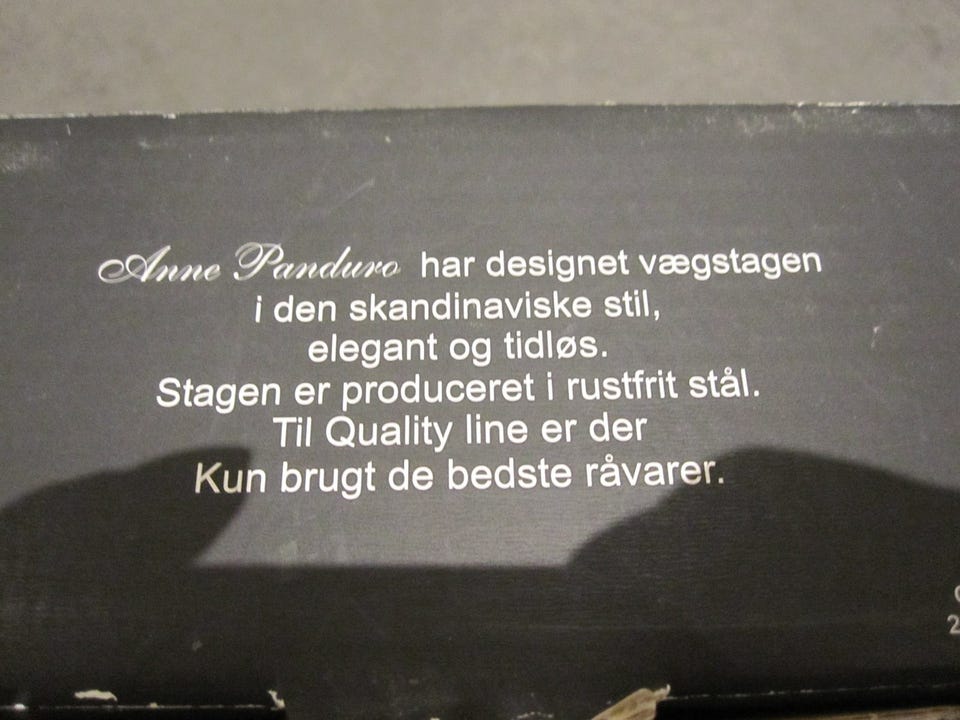 Anne Panduro har designet vægstagen
i den skandinaviske stil,
elegant og tidløs.
Stagen er produceret i rustfrit stål.
Til Quality line er der
Kun brugt de bedste råvarer.